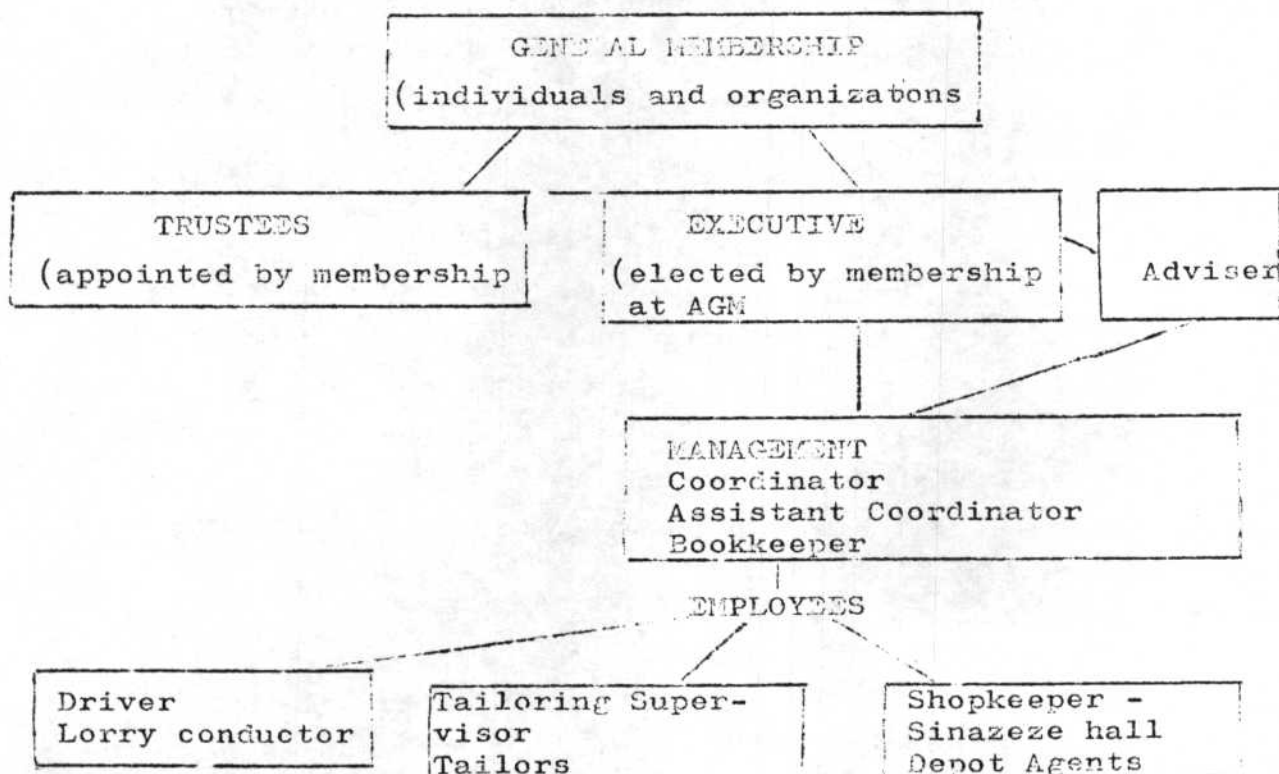 GENERAL MEMBERSHIP
(individuals and organizatons
TRUSTEES
(appointed by membership
EXECUTIVE
(elected by membership
at AGM
Adviser
MANAGEMENT
Coordinator
Assistant Coordinator
Bookkeeper
EMPLOYEES
Driver
Lorry conductor
Tailoring Super-
visor
Tailors
Shopkeeper -
Sinazeze hall
Depot Agents